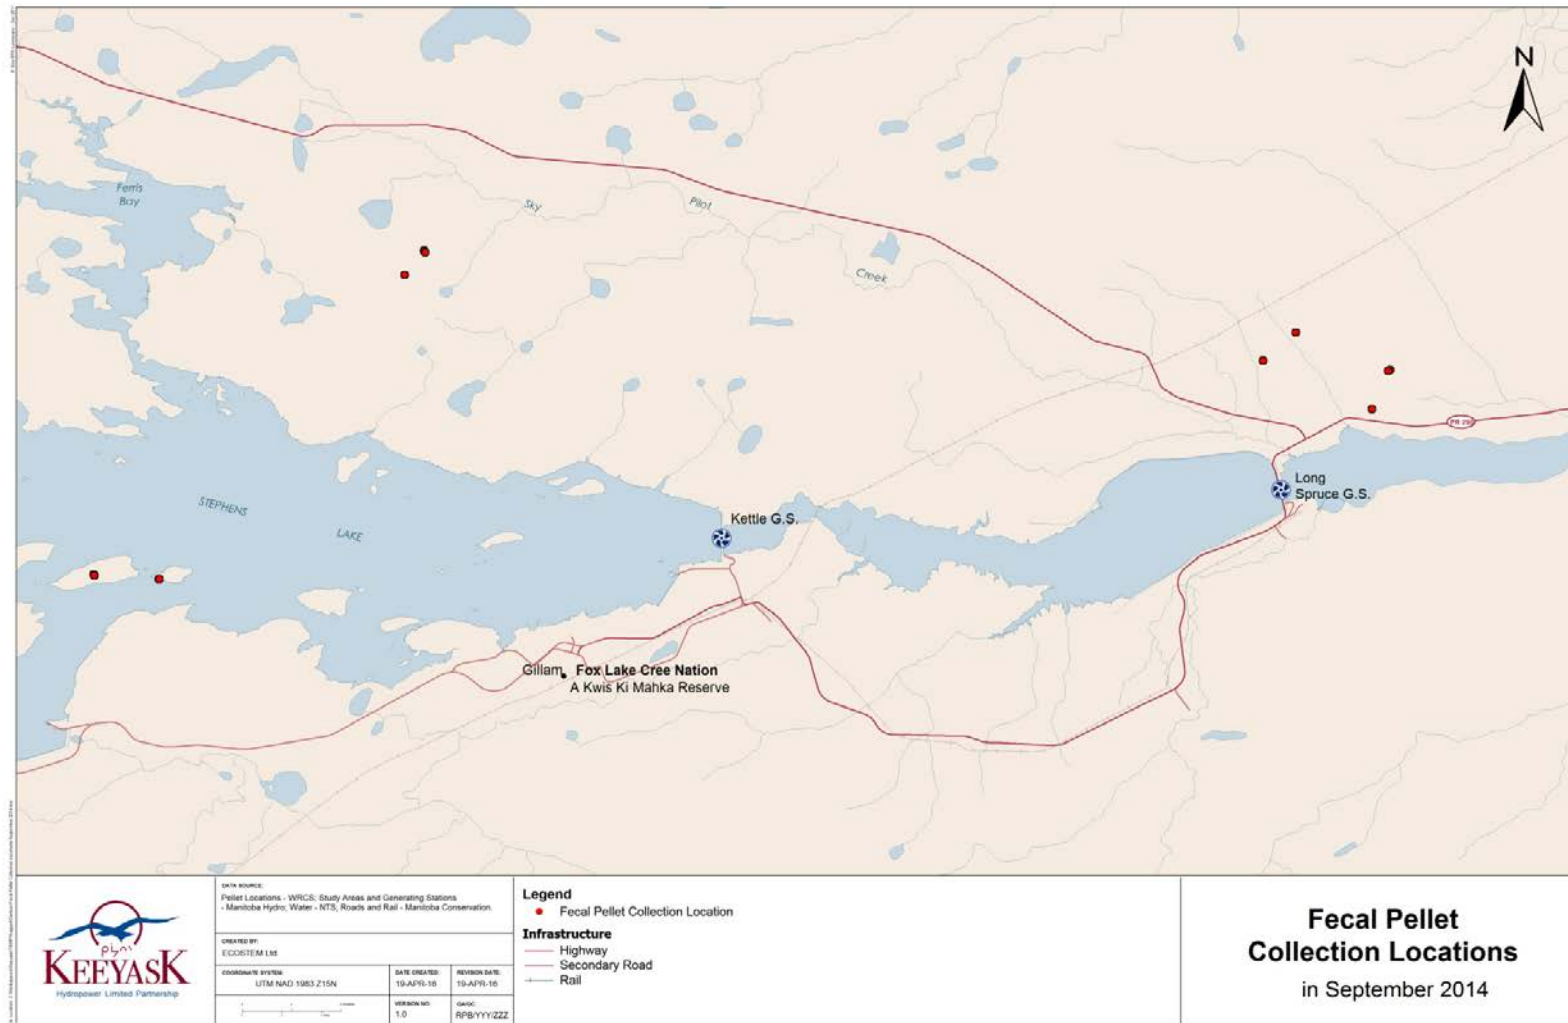 N
Ferris
Bay
Sky
Pilot
Creek
STEPHENS
LAKE
Kettle G.S.
Long
Spruce G.S.
Gillam
Fox Lake Cree Nation
A Kwis Ki Mahka Reserve
KEEYASK
Hydropower Limited Partnership
DATA SOURCE:
Pellet Locations - WRCS; Study Areas and Generating Stations
- Manitoba Hydro; Water - NTS; Roads and Rail - Manitoba Conservation.
CREATED BY:
ECOSTEM Ltd.
COORDINATE SYSTEM:
UTM NAD 1983 Z15N
DATE CREATED:
19-APR-16
REVISION DATE:
19-APR-16
VERSION NO:
1.0
QA/QC:
RPB/YYY/ZZZ
Legend
Fecal Pellet Collection Location
Infrastructure
Highway
Secondary Road
Rail
Fecal Pellet
Collection Locations
in September 2014